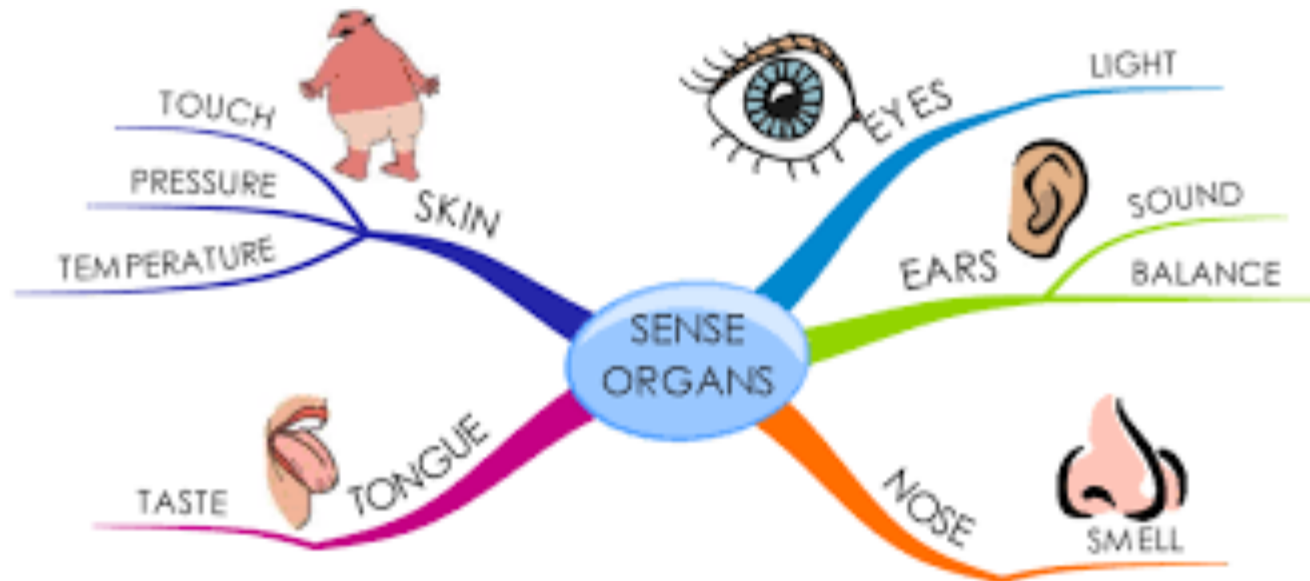 SENSE
ORGANS
SKIN
TOUCH
PRESSURE
TEMPERATURE
TONGUE
TASTE
EYES
LIGHT
EARS
SOUND
BALANCE
NOSE
SMELL